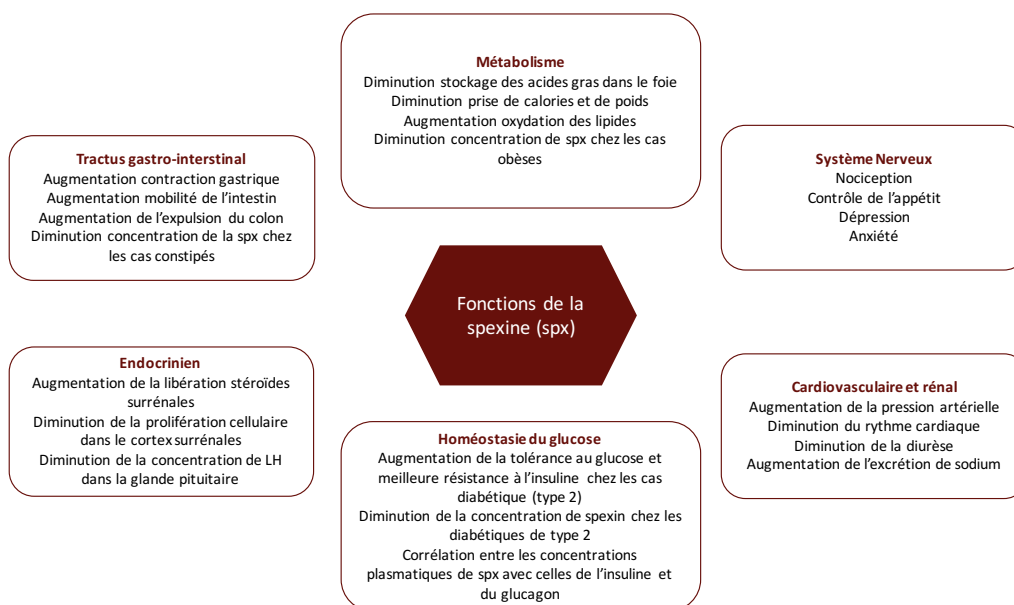 Métabolisme
Diminution stockage des acides gras dans le foie
Diminution prise de calories et de poids
Augmentation oxydation des lipides
Diminution concentration de spx chez les cas
obèses
Tractus gastro-interstinal
Augmentation contraction gastrique
Augmentation mobilité de l'intestin
Augmentation de l'expulsion du colon
Diminution concentration de la spx chez
les cas constipés
Système Nerveux
Nociception
Contrôle de l'appétit
Dépression
Anxiété
Fonctions de la
spexine (spx)
Endocrinien
Augmentation de la libération stéroïdes
surrénales
Diminution de la prolifération cellulaire
dans le cortex surrénales
Diminution de la concentration de LH
dans la glande pituitaire
Homéostasie du glucose
Augmentation de la tolérance au glucose et
meilleure résistance à l'insuline chez les cas
diabétique (type 2)
Diminution de la concentration de spexin chez les
diabétiques de type 2
Corrélation entre les concentrations
plasmatiques de spx avec celles de l'insuline et
du glucagon
Cardiovasculaire et rénal
Augmentation de la pression artérielle
Diminution du rythme cardiaque
Diminution de la diurèse
Augmentation de l'excrétion de sodium